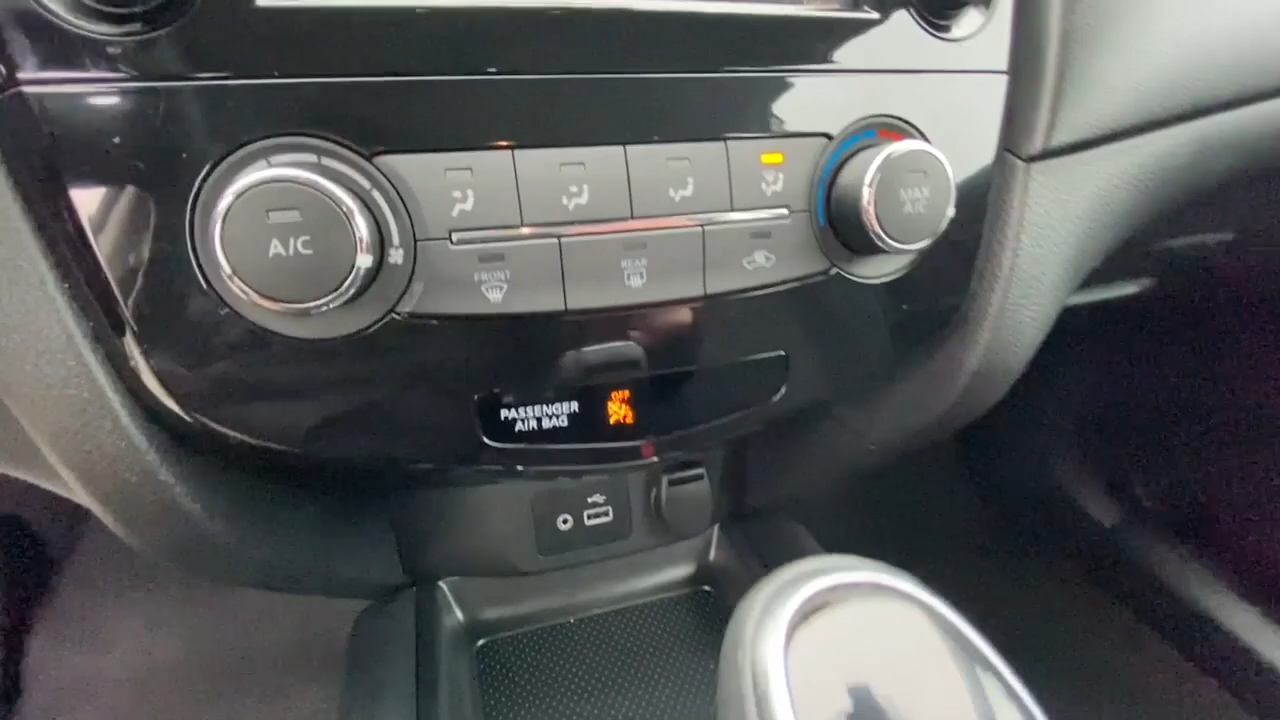 A/C
MAX
A/C
FRONT
REAR
PASSENGER
AIR BAG
OFF